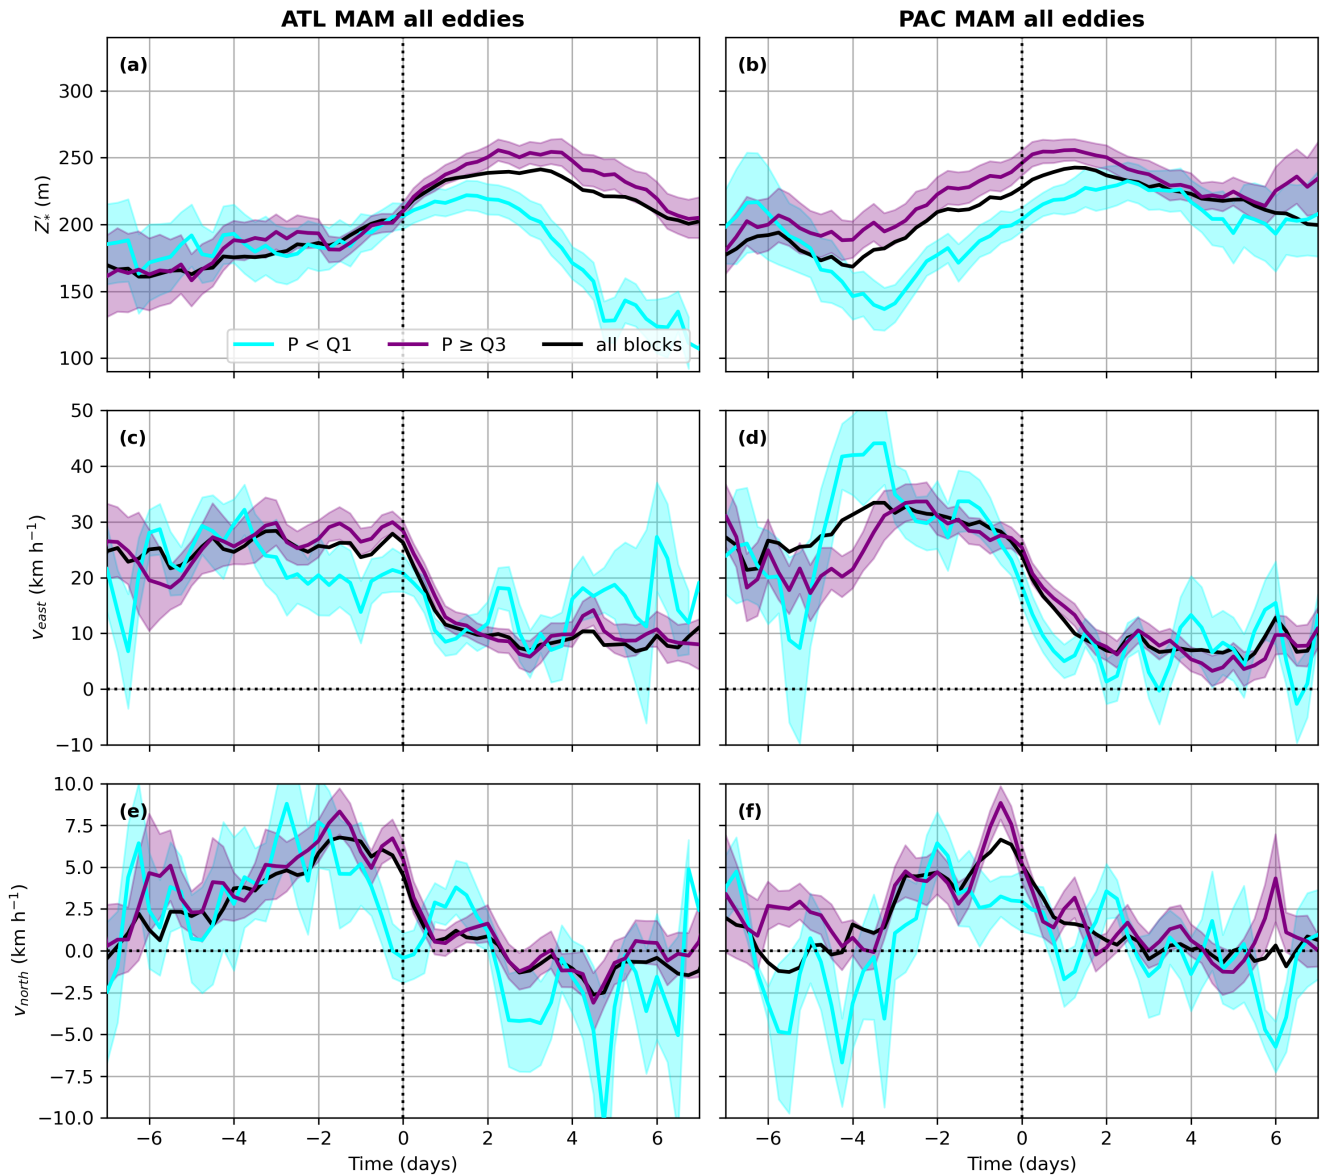 ATL MAM all eddies
PAC MAM all eddies
(a)
(b)
300
250
200
150
100
Z′* (m)
P < Q1
P ≥ Q3
all blocks
(c)
(d)
50
40
30
20
10
0
−10
v_east (km h⁻¹)
(e)
(f)
10.0
7.5
5.0
2.5
0.0
−2.5
−5.0
−7.5
−10.0
v_north (km h⁻¹)
−6 −4 −2 0 2 4 6
−6 −4 −2 0 2 4 6
Time (days)
Time (days)